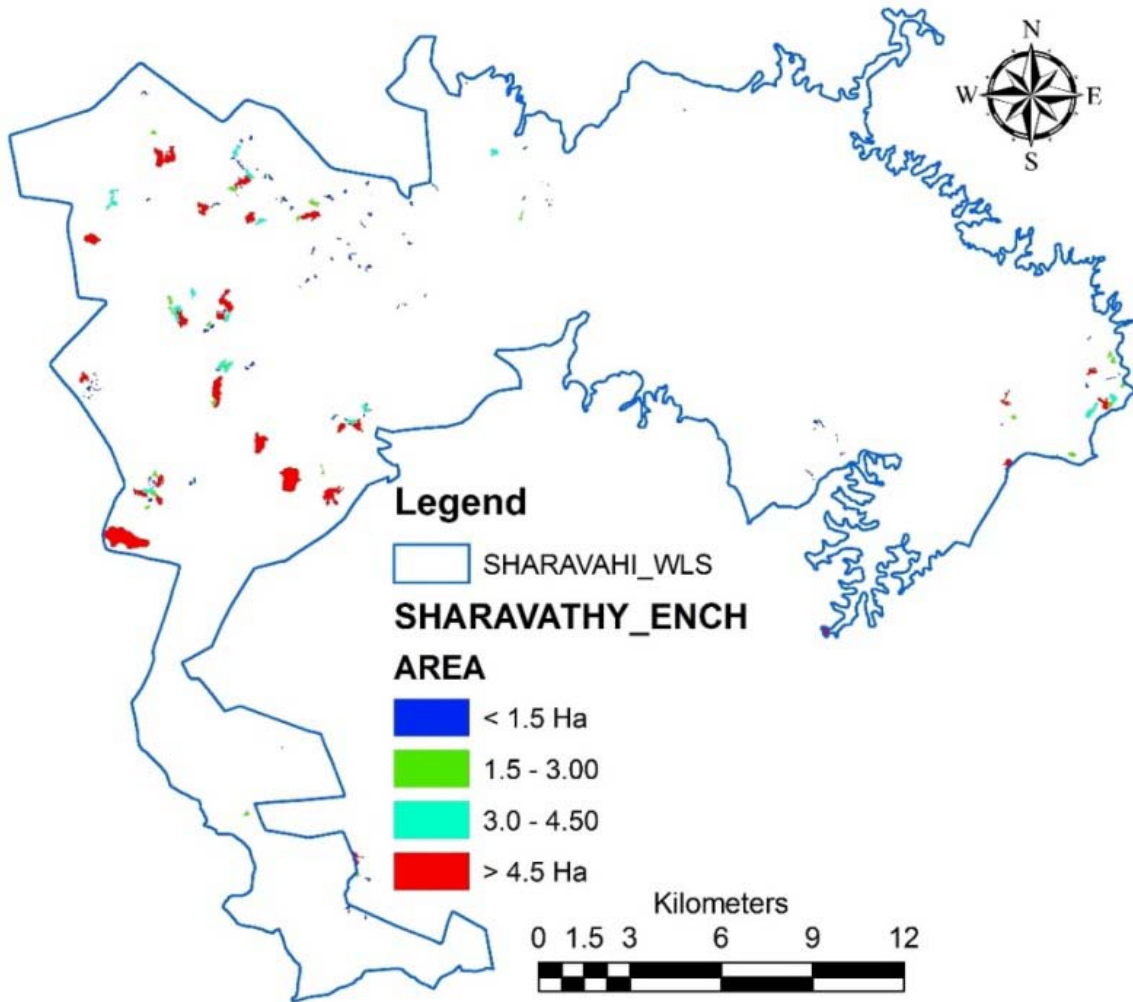 N
W E
S
Legend
SHARAVAHI_WLS
SHARAVATHY_ENCH
AREA
< 1.5 Ha
1.5 - 3.00
3.0 - 4.50
> 4.5 Ha
Kilometers
0 1.5 3 6 9 12